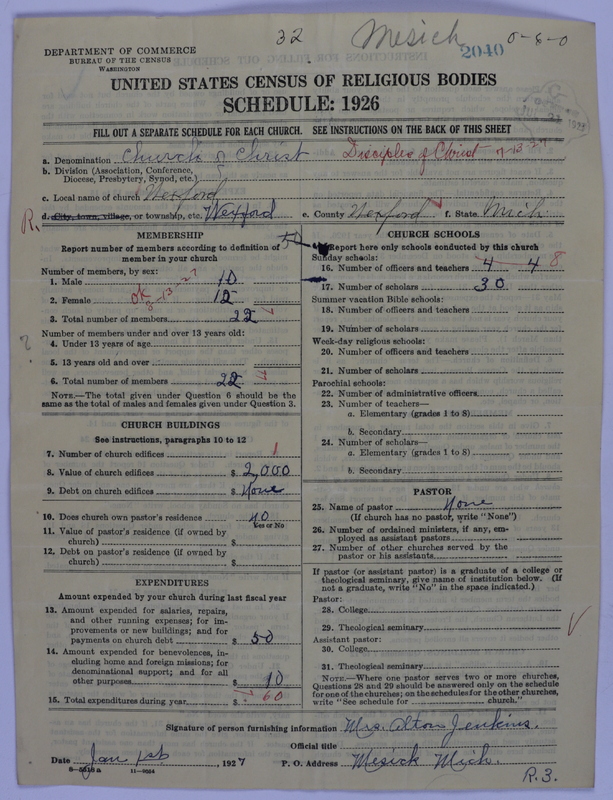 32 Mesick 2040 0-8-0
DEPARTMENT OF COMMERCE
BUREAU OF THE CENSUS
WASHINGTON
UNITED STATES CENSUS OF RELIGIOUS BODIES
SCHEDULE: 1926
FILL OUT A SEPARATE SCHEDULE FOR EACH CHURCH. SEE INSTRUCTIONS ON THE BACK OF THIS SHEET
a. Denomination Church of Christ Disciples of Christ
b. Division (Association, Conference, Diocese, Presbytery, Synod, etc.)
c. Local name of church Wexford
R. d. City, town, village, or township, etc. Wexford e. County Wexford f. State Mich.
MEMBERSHIP
Report number of members according to definition of member in your church
Number of members, by sex:
1. Male 10
2. Female 12
OK 8-13-27
3. Total number of members 22
Number of members under and over 13 years old:
4. Under 13 years of age
5. 13 years old and over
6. Total number of members 22
NOTE.—The total given under Question 6 should be the same as the total of males and females given under Question 3.
CHURCH BUILDINGS
See instructions, paragraphs 10 to 12
7. Number of church edifices 1
8. Value of church edifices $ 2,000
9. Debt on church edifices $ None
10. Does church own pastor's residence no
Yes or No
11. Value of pastor's residence (if owned by church) $
12. Debt on pastor's residence (if owned by church) $
EXPENDITURES
Amount expended by your church during last fiscal year
13. Amount expended for salaries, repairs, and other running expenses; for improvements or new buildings; and for payments on church debt $ 50
14. Amount expended for benevolences, including home and foreign missions; for denominational support; and for all other purposes $ 10
15. Total expenditures during year $ 60
CHURCH SCHOOLS
Report here only schools conducted by this church
Sunday schools:
16. Number of officers and teachers 4 4 8
17. Number of scholars 30
Summer vacation Bible schools:
18. Number of officers and teachers
19. Number of scholars
Week-day religious schools:
20. Number of officers and teachers
21. Number of scholars
Parochial schools:
22. Number of administrative officers
23. Number of teachers—
a. Elementary (grades 1 to 8)
b. Secondary
24. Number of scholars—
a. Elementary (grades 1 to 8)
b. Secondary
PASTOR
25. Name of pastor None
(If church has no pastor, write "None")
26. Number of ordained ministers, if any, employed as assistant pastors
27. Number of other churches served by the pastor or his assistants
If pastor (or assistant pastor) is a graduate of a college or theological seminary, give name of institution below. (If not a graduate, write "No" in the space indicated.)
Pastor:
28. College
29. Theological seminary
Assistant pastor:
30. College
31. Theological seminary
NOTE.—Where one pastor serves two or more churches, Questions 28 and 29 should be answered only on the schedule for one of the churches; on the schedules for the other churches, write "See schedule for church."
Signature of person furnishing information Mrs. Alton Jenkins.
Official title
Date Jan 1st, 1927 P. O. Address Mesick Mich.
8-5518a 11-9034 R.3.